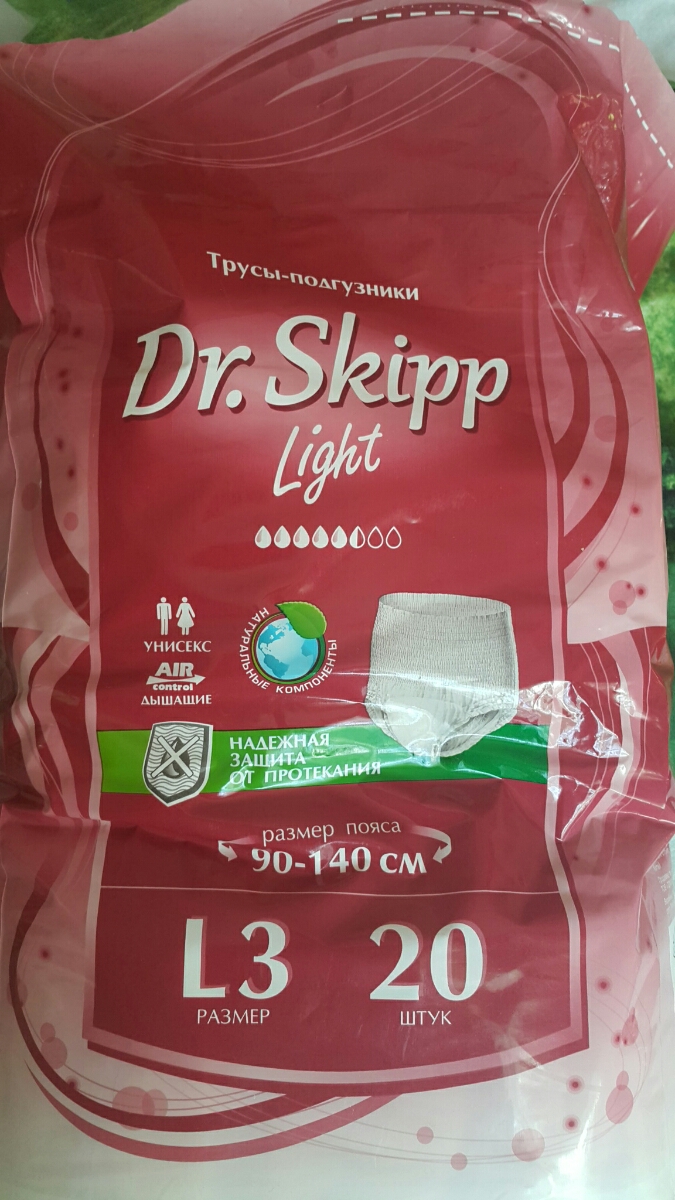 Трусы-подгузники
Dr. Skipp
Light
УНИСЕКС
AIR
control
ДЫШАЩИЕ
НАТУРАЛЬНЫЕ КОМПОНЕНТЫ
НАДЕЖНАЯ
ЗАЩИТА
ОТ ПРОТЕКАНИЯ
размер пояса
90-140 см
L3
РАЗМЕР
20
ШТУК